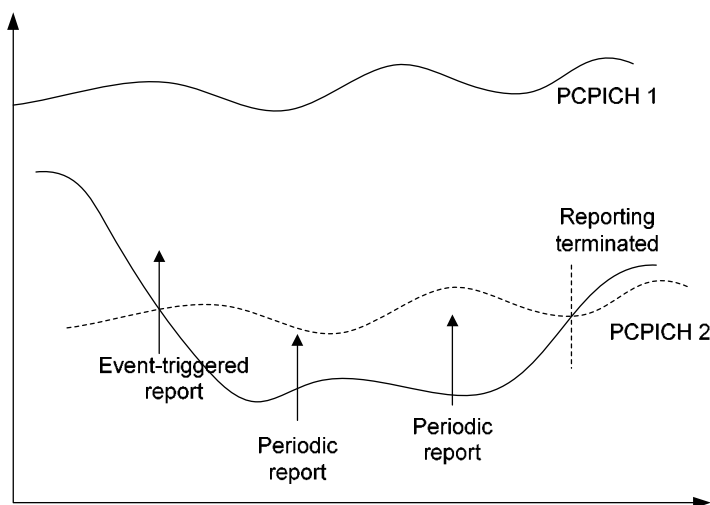 PCPICH 1
Reporting
terminated
PCPICH 2
Event-triggered
report
Periodic
report
Periodic
report